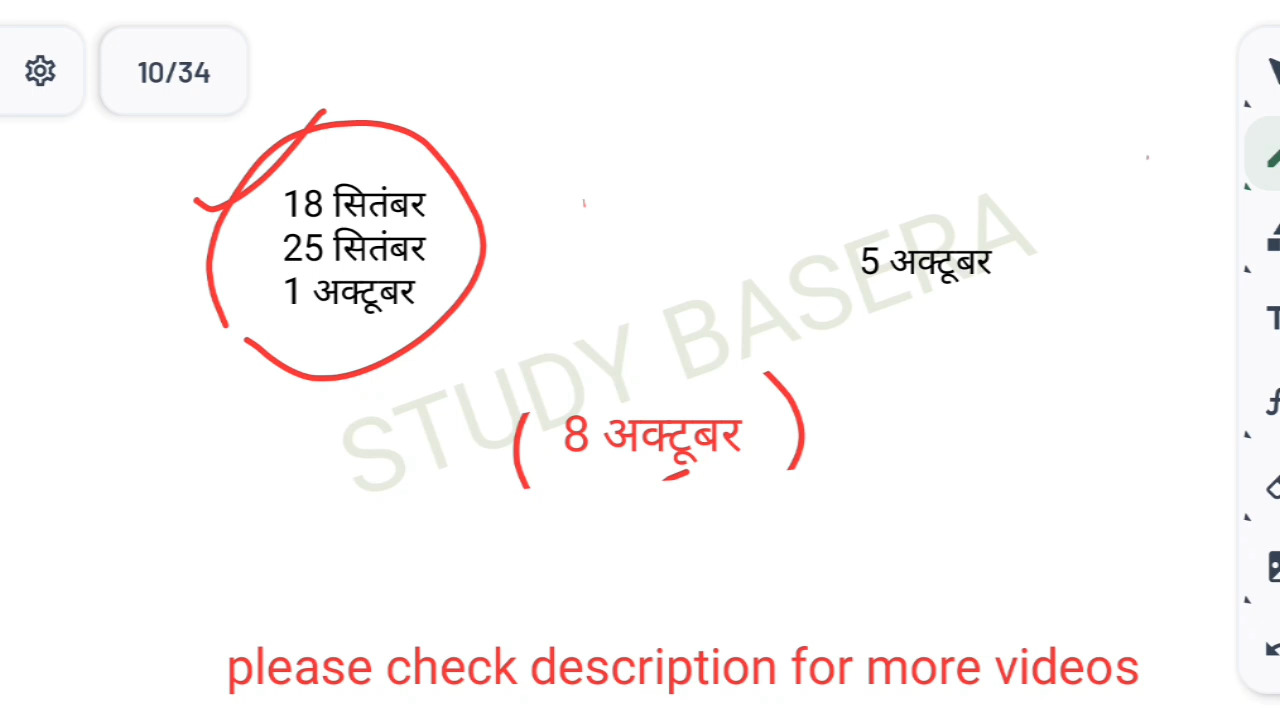 10/34
18 सितंबर
25 सितंबर
1 अक्टूबर
5 अक्टूबर
STUDY BASERA
( 8 अक्टूबर )
please check description for more videos